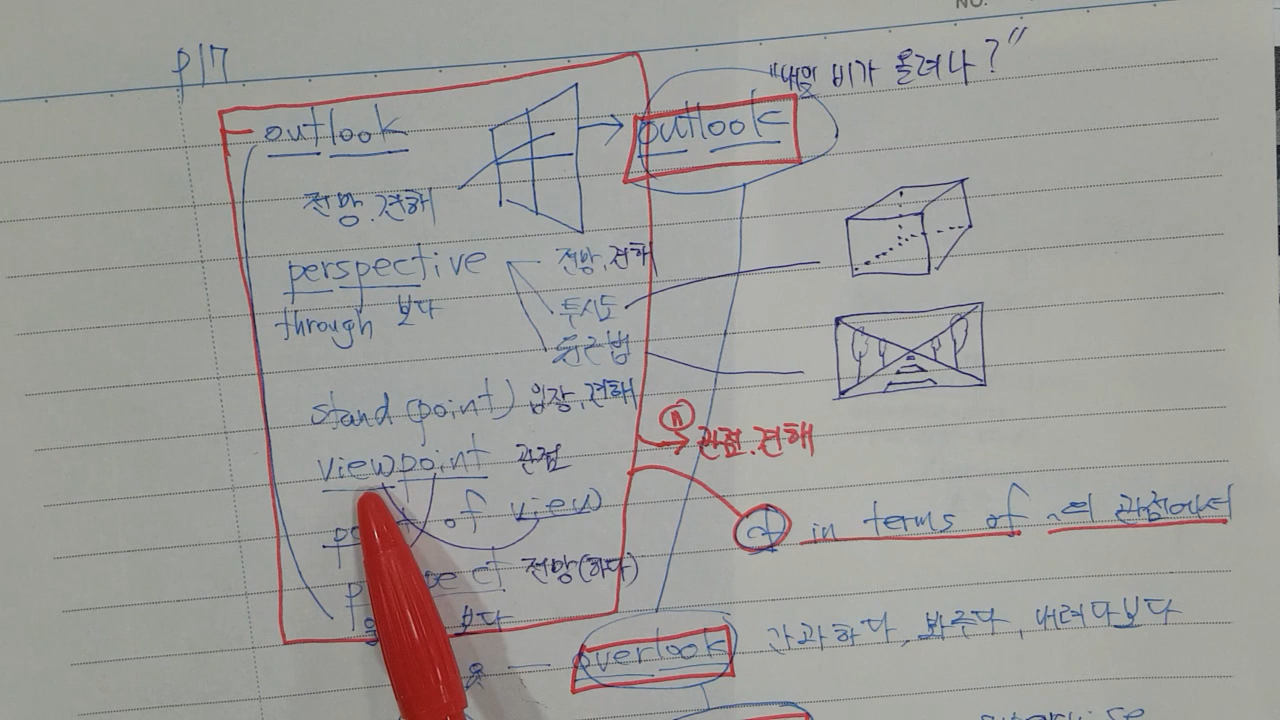 NO.
p17
"내일 비가 올려나?"
outlook → outlook
전망, 견해
perspective 전망, 견해
through 보다 투시도
원근법
stand(point) 입장, 견해
ⓝ → 관점, 견해
viewpoint 관점
of view
cf in terms of ~의 관점에서
전망(하다)
보다
overlook 간과하다, 봐주다, 내려다보다